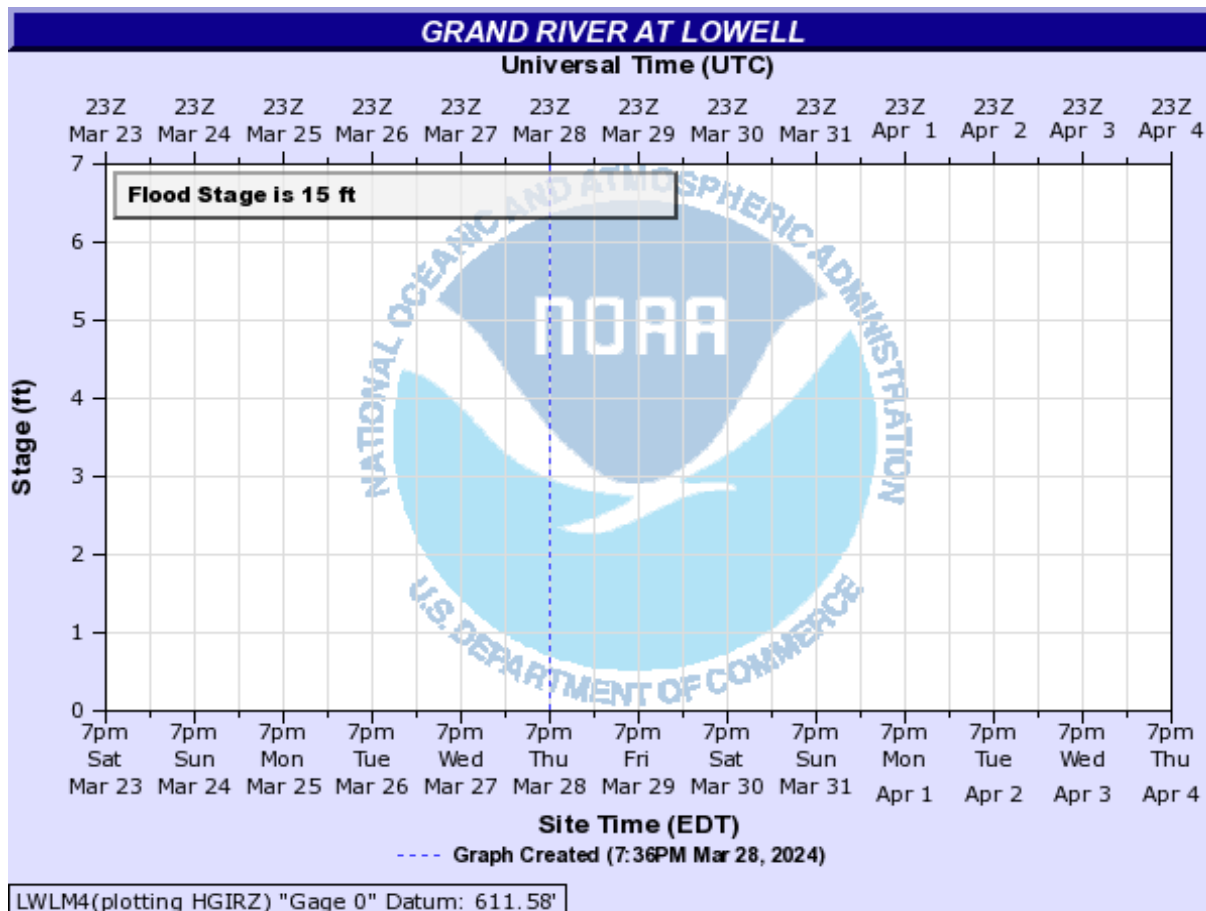 GRAND RIVER AT LOWELL
Universal Time (UTC)
23Z 23Z 23Z 23Z 23Z 23Z 23Z 23Z 23Z 23Z 23Z 23Z 23Z
Mar 23 Mar 24 Mar 25 Mar 26 Mar 27 Mar 28 Mar 29 Mar 30 Mar 31 Apr 1 Apr 2 Apr 3 Apr 4
7
Flood Stage is 15 ft
6
5
4
3
2
1
0
Stage (ft)
NATIONAL OCEANIC AND ATMOSPHERIC ADMINISTRATION
NOAA
U.S. DEPARTMENT OF COMMERCE
7pm 7pm 7pm 7pm 7pm 7pm 7pm 7pm 7pm 7pm 7pm 7pm 7pm
Sat Sun Mon Tue Wed Thu Fri Sat Sun Mon Tue Wed Thu
Mar 23 Mar 24 Mar 25 Mar 26 Mar 27 Mar 28 Mar 29 Mar 30 Mar 31 Apr 1 Apr 2 Apr 3 Apr 4
Site Time (EDT)
Graph Created (7:36PM Mar 28, 2024)
LWLM4(plotting HGIRZ) "Gage 0" Datum: 611.58'